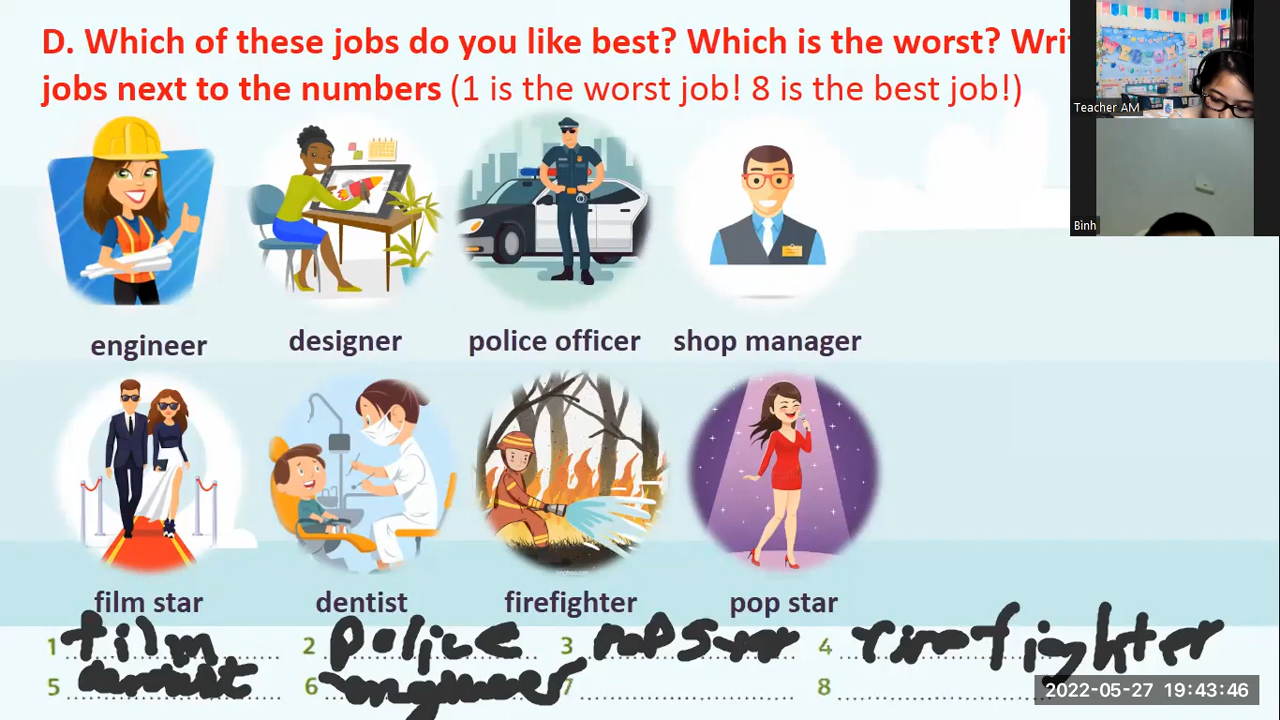 D. Which of these jobs do you like best? Which is the worst? Wri
jobs next to the numbers (1 is the worst job! 8 is the best job!)
Teacher AM
Bình
engineer designer police officer shop manager
film star dentist firefighter pop star
1 film 2 police 3 pop star 4 firefighter
5 dentist 6 engineer 7 8
2022-05-27 19:43:46